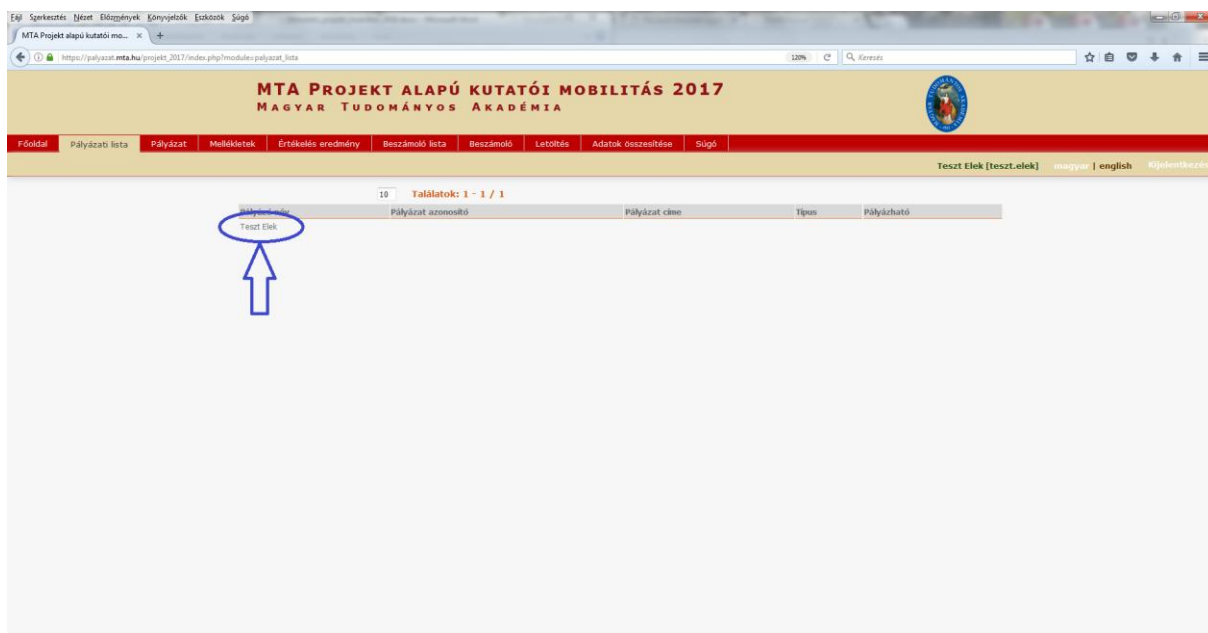 Fájl Szerkesztés Nézet Előzmények Könyvjelzők Eszközök Súgó
MTA Projekt alapú kutatói mo... × +
https://palyazat.mta.hu/projekt_2017/index.php?module=palyazat_lista 120% Keresés
MTA PROJEKT ALAPÚ KUTATÓI MOBILITÁS 2017
MAGYAR TUDOMÁNYOS AKADÉMIA
Főoldal Pályázati lista Pályázat Mellékletek Értékelés eredmény Beszámoló lista Beszámoló Letöltés Adatok összesítése Súgó
Teszt Elek [teszt.elek] magyar | english Kijelentkezés
10 Találatok: 1 - 1 / 1
Pályázó név Pályázat azonosító Pályázat címe Típus Pályázható
Teszt Elek